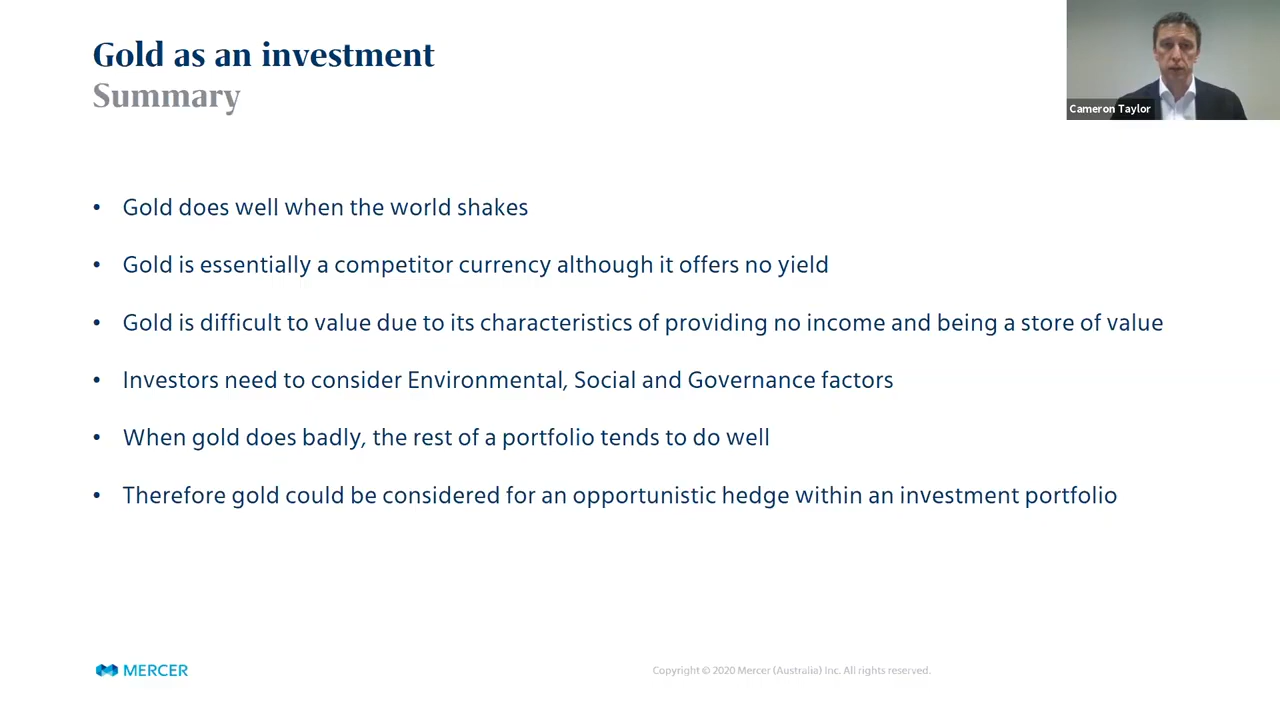 Gold as an investment
Summary
Cameron Taylor
• Gold does well when the world shakes
• Gold is essentially a competitor currency although it offers no yield
• Gold is difficult to value due to its characteristics of providing no income and being a store of value
• Investors need to consider Environmental, Social and Governance factors
• When gold does badly, the rest of a portfolio tends to do well
• Therefore gold could be considered for an opportunistic hedge within an investment portfolio
MERCER
Copyright © 2020 Mercer (Australia) Inc. All rights reserved.